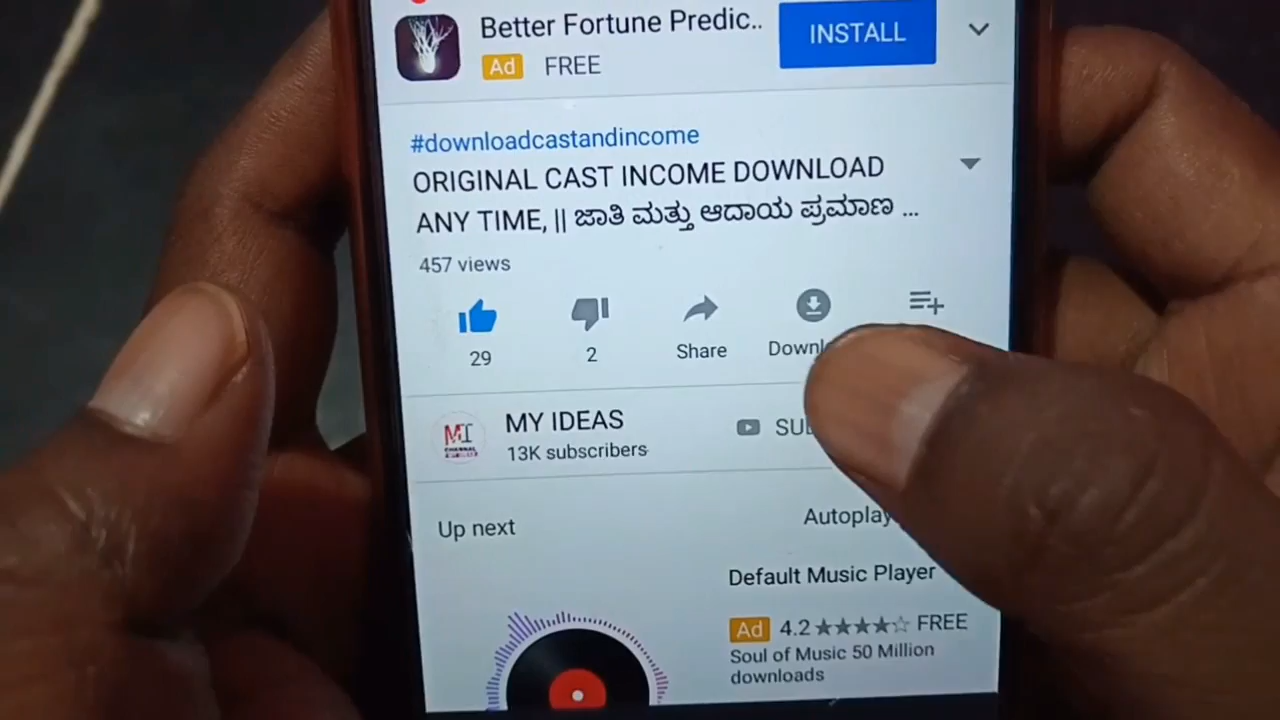 Better Fortune Predic..
Ad FREE
INSTALL
#downloadcastandincome
ORIGINAL CAST INCOME DOWNLOAD
ANY TIME, || ಜಾತಿ ಮತ್ತು ಆದಾಯ ಪ್ರಮಾಣ ...
457 views
29
2
Share
MY IDEAS
13K subscribers
MI
Up next
Autoplay
Default Music Player
Ad 4.2 FREE
Soul of Music 50 Million
downloads